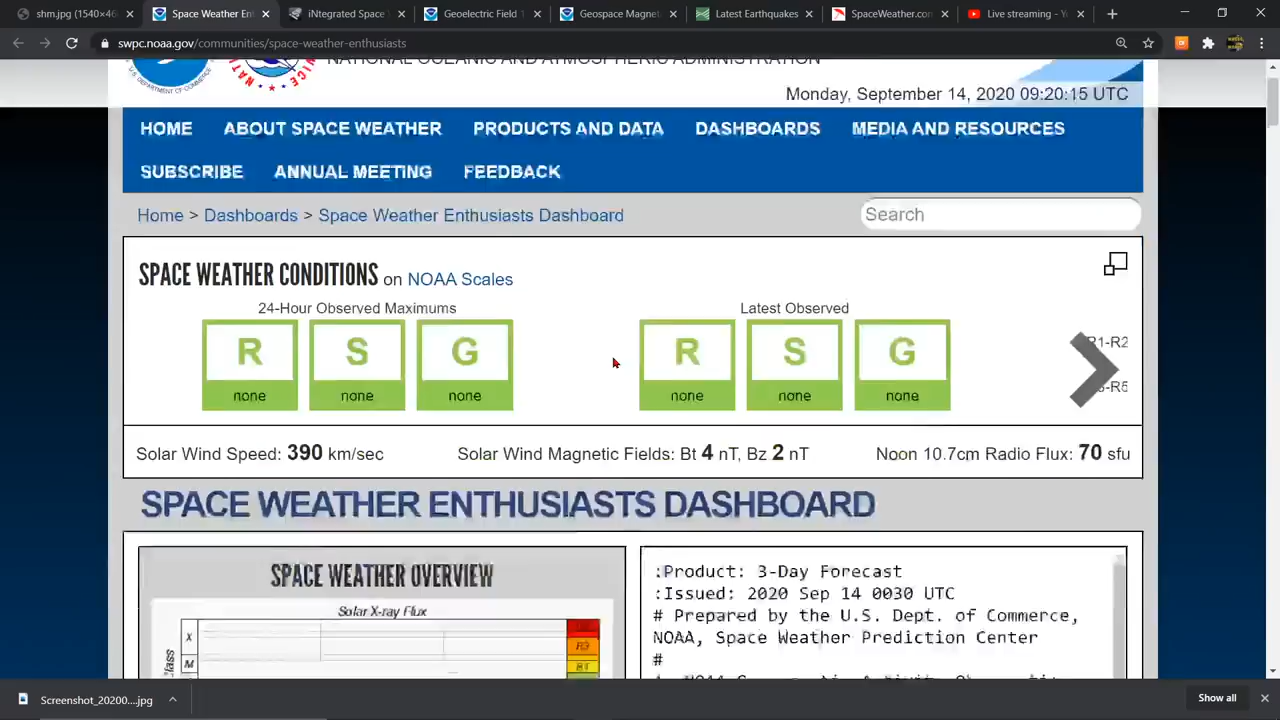 shm.jpg (1540×46
Space Weather En
iNtegrated Space
Geoelectric Field T
Geospace Magne
Latest Earthquakes
SpaceWeather.co
Live streaming - Y
swpc.noaa.gov/communities/space-weather-enthusiasts
NATIONAL OCEANIC AND ATMOSPHERIC ADMINISTRATION
Monday, September 14, 2020 09:20:15 UTC
HOME ABOUT SPACE WEATHER PRODUCTS AND DATA DASHBOARDS MEDIA AND RESOURCES
SUBSCRIBE ANNUAL MEETING FEEDBACK
Home > Dashboards > Space Weather Enthusiasts Dashboard
Search
SPACE WEATHER CONDITIONS on NOAA Scales
24-Hour Observed Maximums
Latest Observed
R S G R S G
none none none none none none
R1-R2
Solar Wind Speed: 390 km/sec
Solar Wind Magnetic Fields: Bt 4 nT, Bz 2 nT
Noon 10.7cm Radio Flux: 70 sfu
SPACE WEATHER ENTHUSIASTS DASHBOARD
SPACE WEATHER OVERVIEW
Solar X-ray Flux
X
M
:Product: 3-Day Forecast
:Issued: 2020 Sep 14 0030 UTC
# Prepared by the U.S. Dept. of Commerce,
NOAA, Space Weather Prediction Center
#
Screenshot_20200....jpg
Show all